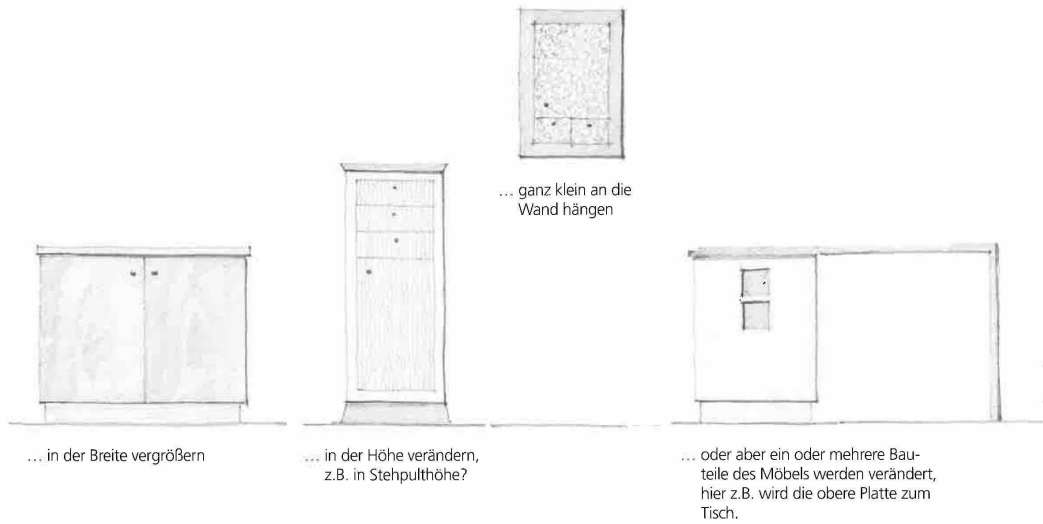 … ganz klein an die
Wand hängen
… in der Breite vergrößern
… in der Höhe verändern,
z.B. in Stehpulthöhe?
… oder aber ein oder mehrere Bau-
teile des Möbels werden verändert,
hier z.B. wird die obere Platte zum
Tisch.